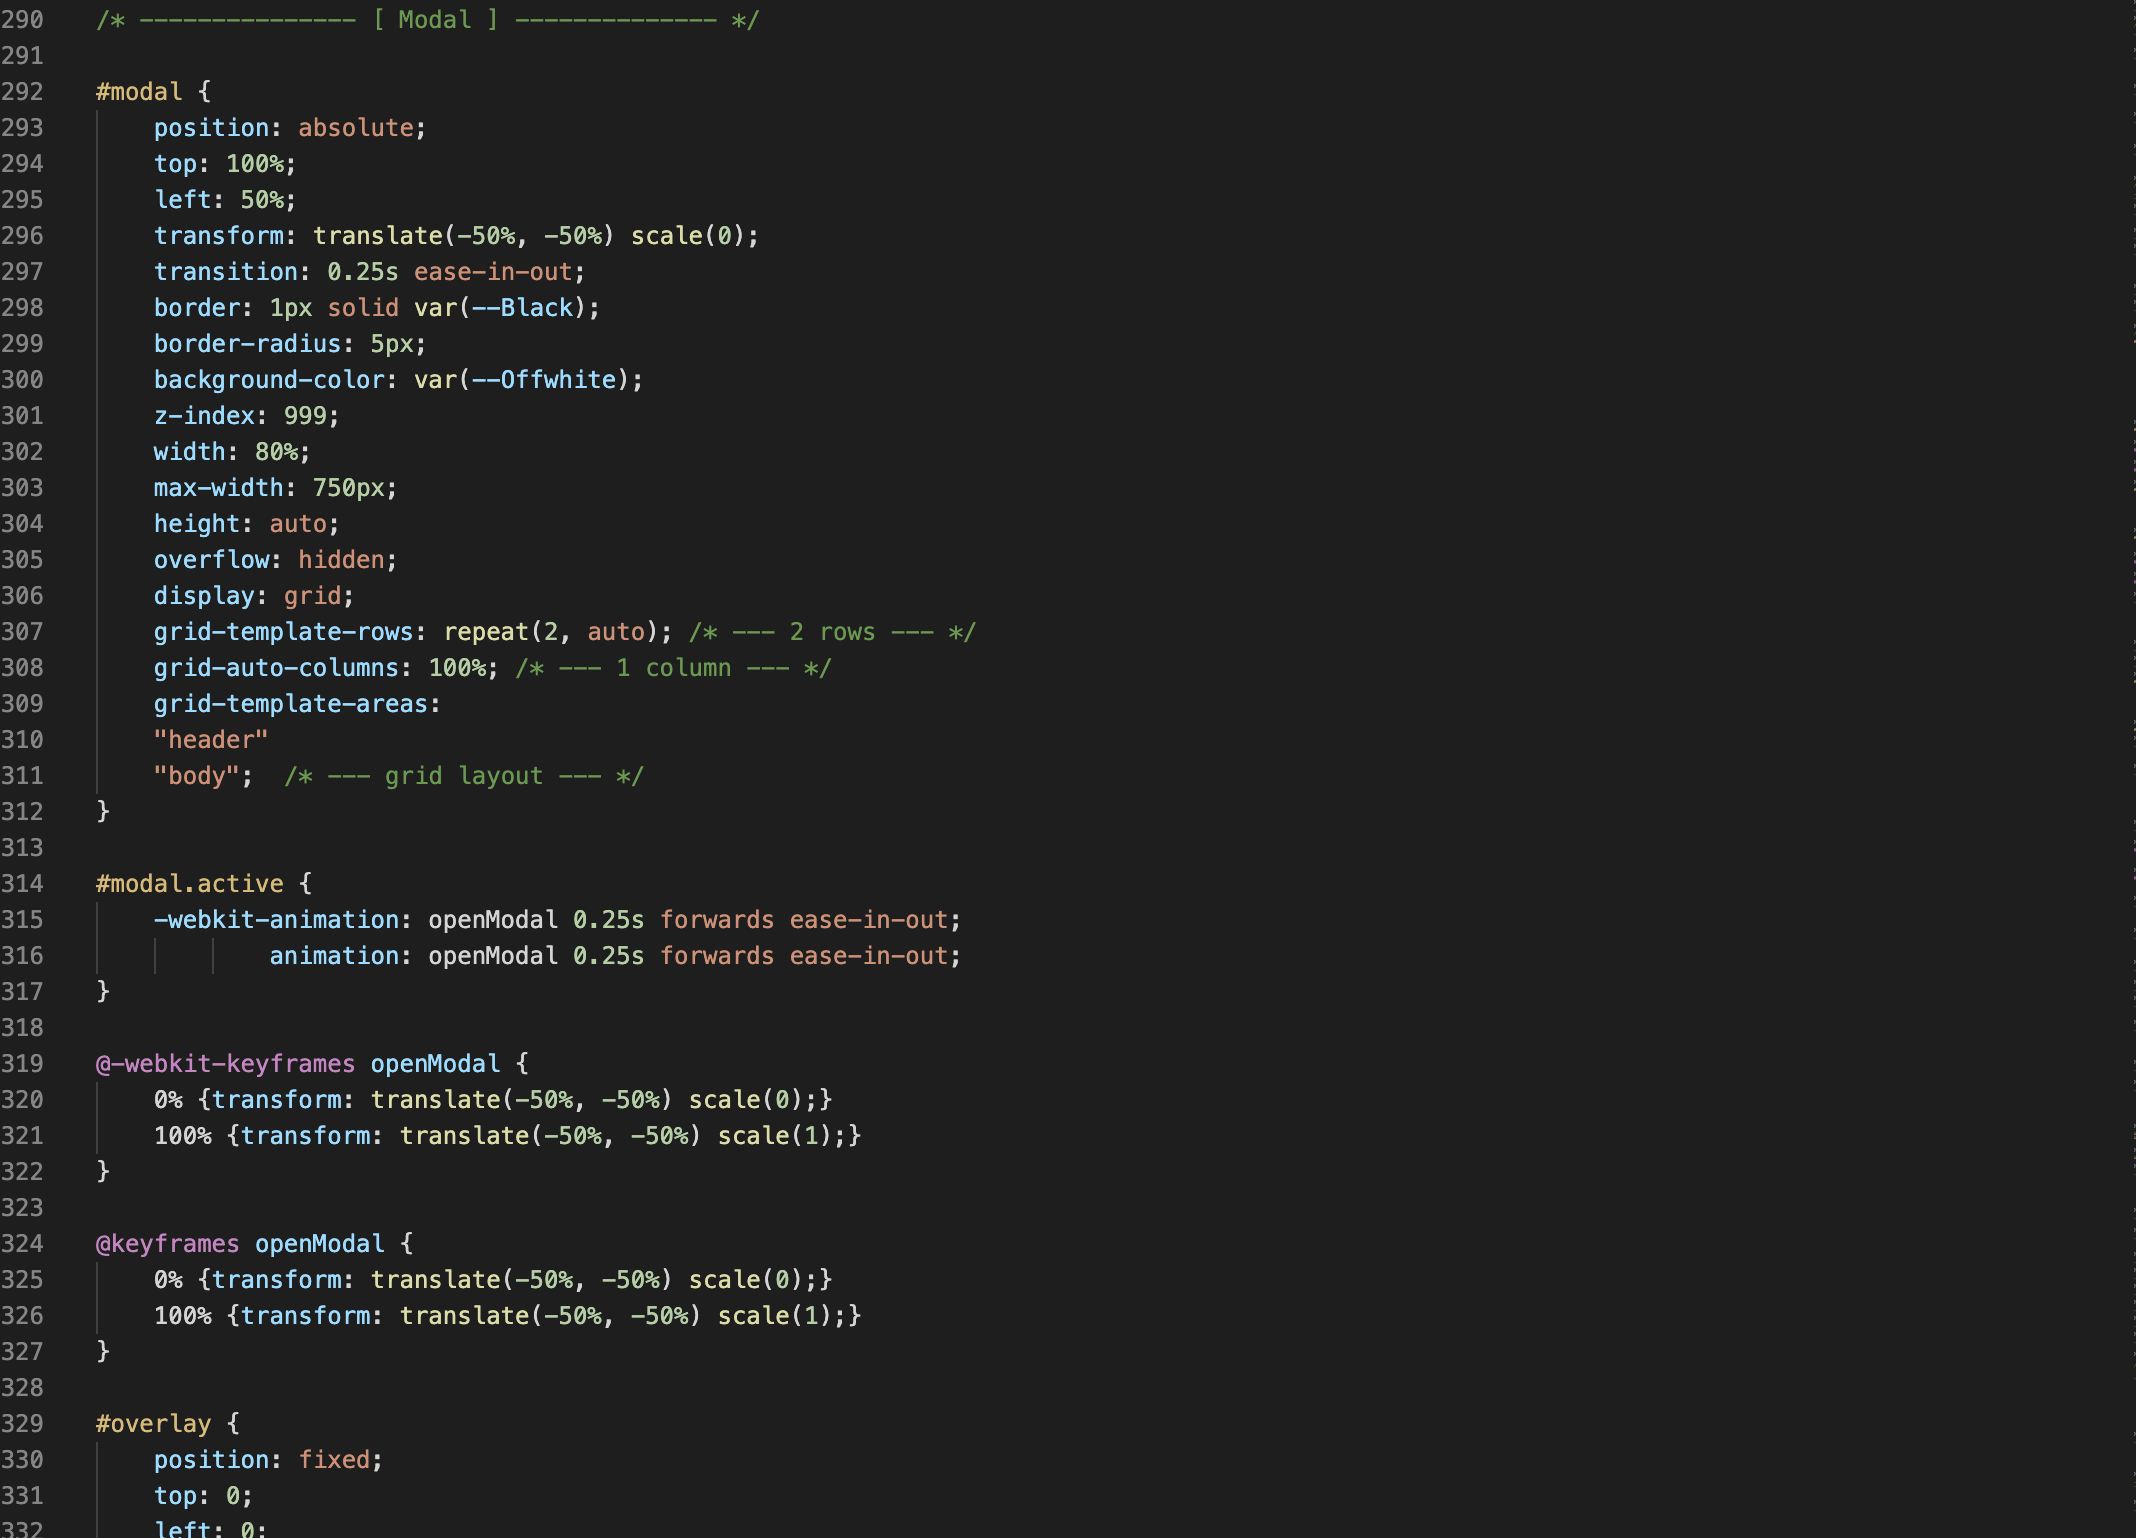 290 /* --------------- [ Modal ] -------------- */
291
292 #modal {
293     position: absolute;
294     top: 100%;
295     left: 50%;
296     transform: translate(-50%, -50%) scale(0);
297     transition: 0.25s ease-in-out;
298     border: 1px solid var(--Black);
299     border-radius: 5px;
300     background-color: var(--Offwhite);
301     z-index: 999;
302     width: 80%;
303     max-width: 750px;
304     height: auto;
305     overflow: hidden;
306     display: grid;
307     grid-template-rows: repeat(2, auto); /* --- 2 rows --- */
308     grid-auto-columns: 100%; /* --- 1 column --- */
309     grid-template-areas:
310     "header"
311     "body";  /* --- grid layout --- */
312 }
313
314 #modal.active {
315     -webkit-animation: openModal 0.25s forwards ease-in-out;
316             animation: openModal 0.25s forwards ease-in-out;
317 }
318
319 @-webkit-keyframes openModal {
320     0% {transform: translate(-50%, -50%) scale(0);}
321     100% {transform: translate(-50%, -50%) scale(1);}
322 }
323
324 @keyframes openModal {
325     0% {transform: translate(-50%, -50%) scale(0);}
326     100% {transform: translate(-50%, -50%) scale(1);}
327 }
328
329 #overlay {
330     position: fixed;
331     top: 0;
332     left: 0;